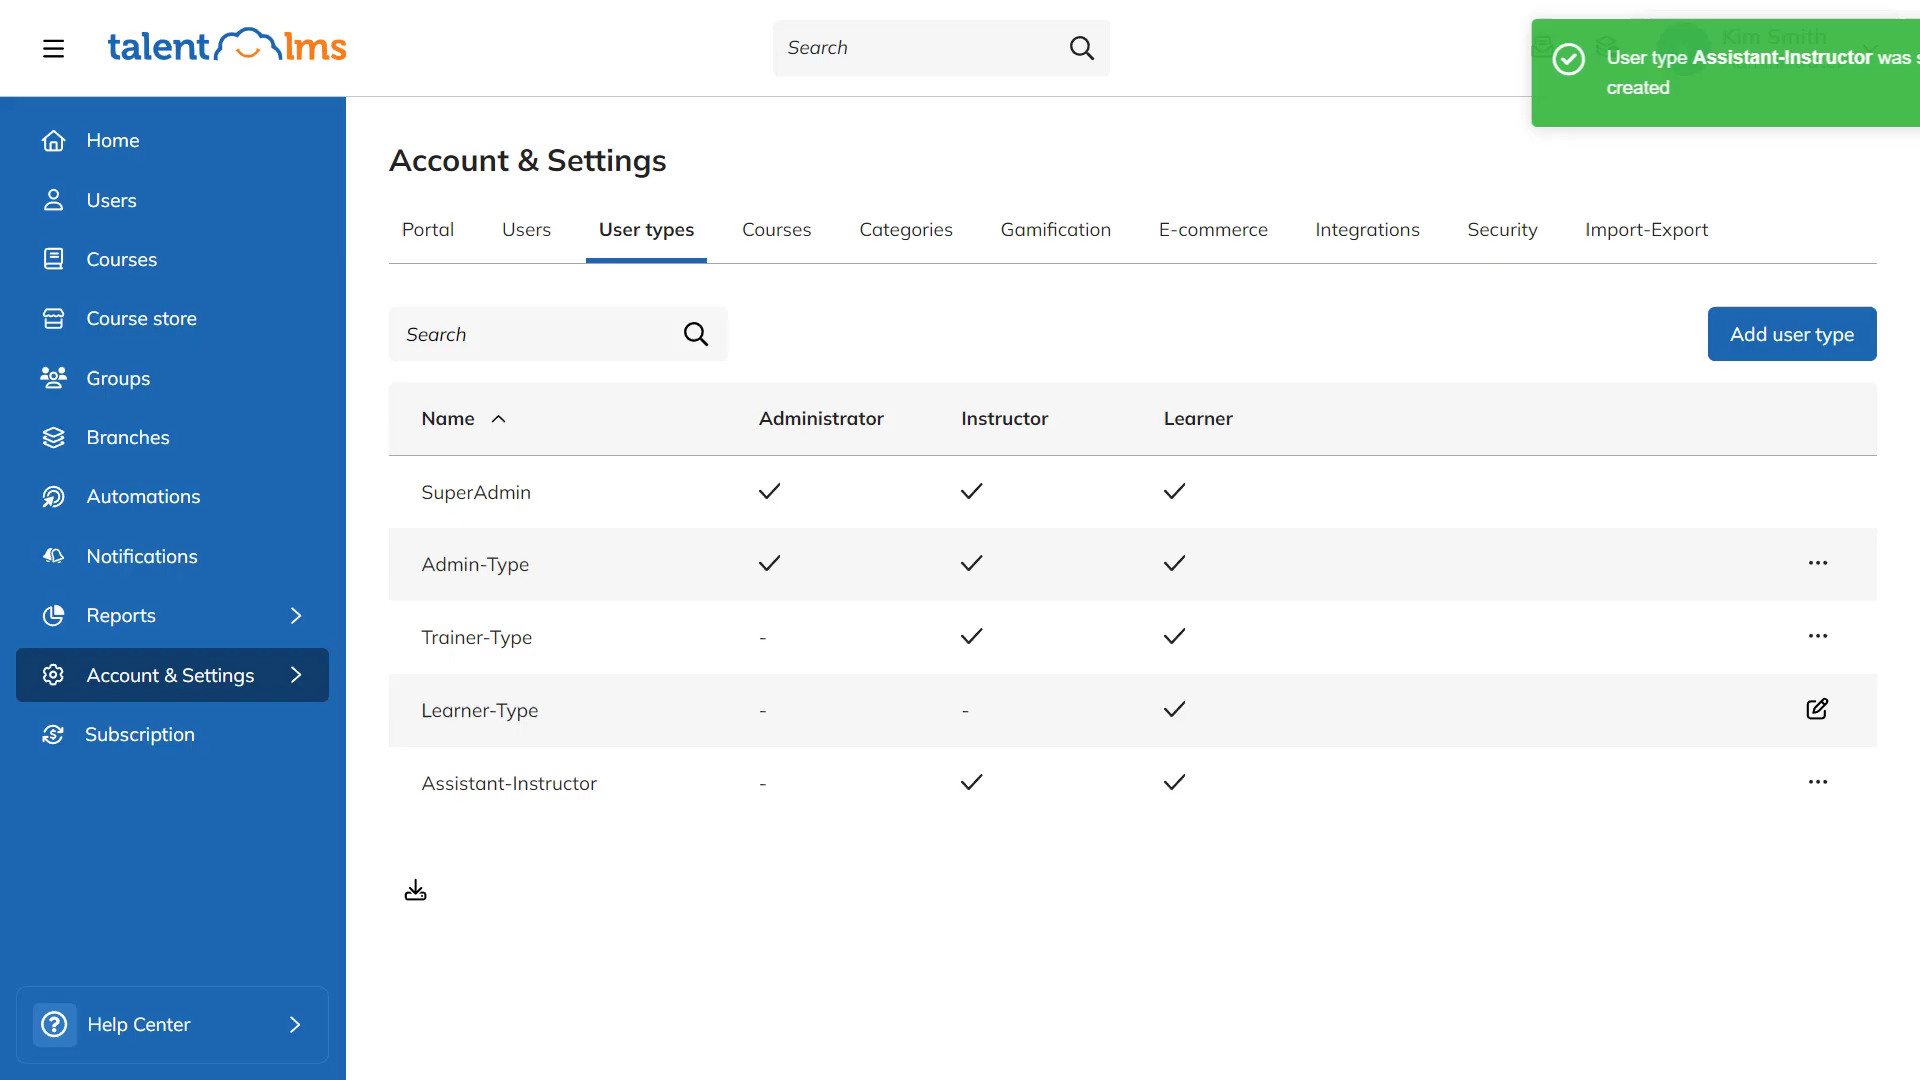 talentlms
Search
Kim Smith
User type Assistant-Instructor was
created
Home
Users
Courses
Course store
Groups
Branches
Automations
Notifications
Reports
Account & Settings
Subscription
Help Center
Account & Settings
Portal Users User types Courses Categories Gamification E-commerce Integrations Security Import-Export
Search
Add user type
Name Administrator Instructor Learner
SuperAdmin
Admin-Type
Trainer-Type -
Learner-Type - -
Assistant-Instructor -